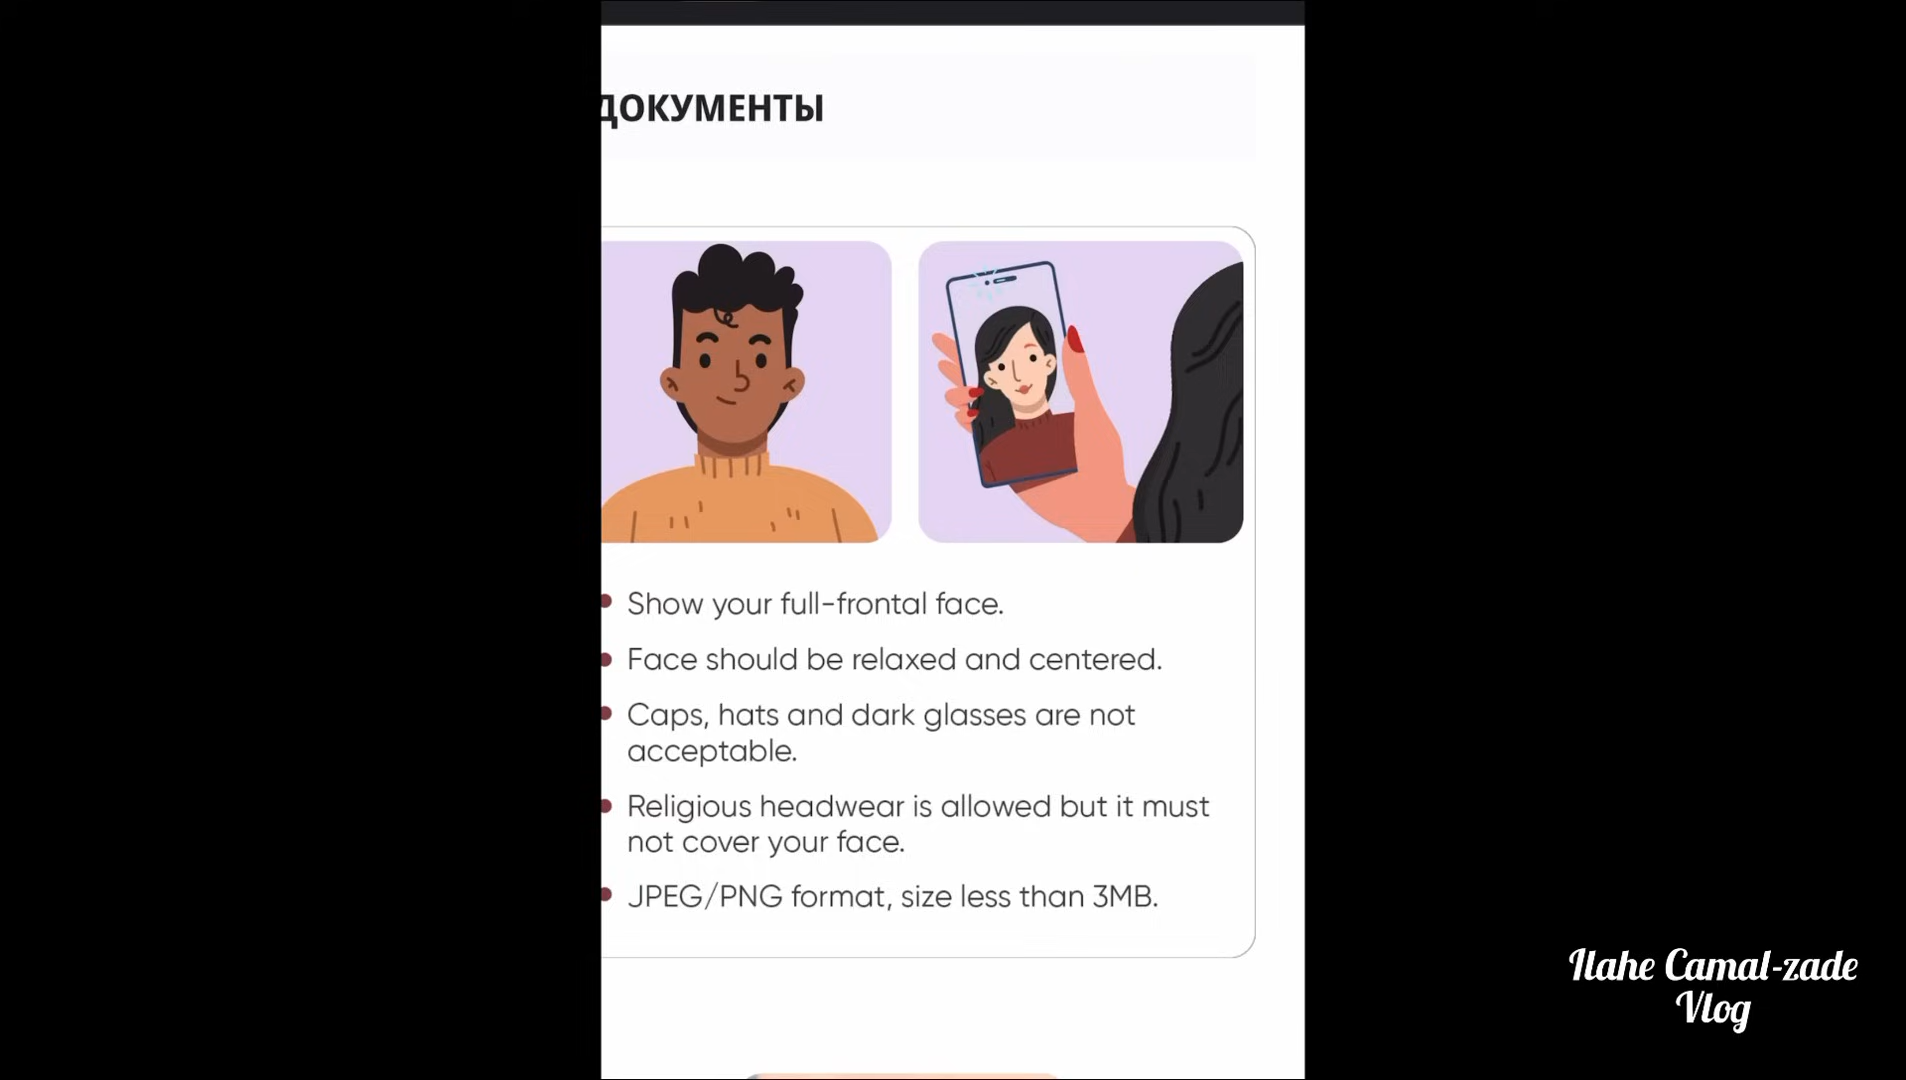 ДОКУМЕНТЫ
Show your full-frontal face.
Face should be relaxed and centered.
Caps, hats and dark glasses are not
acceptable.
Religious headwear is allowed but it must
not cover your face.
JPEG/PNG format, size less than 3MB.
Ilahe Camal-zade
Vlog